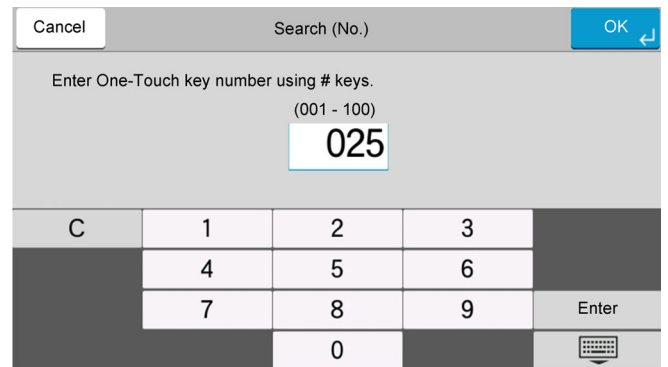 Cancel Search (No.) OK
Enter One-Touch key number using # keys.
(001 - 100)
025
C 1 2 3
4 5 6
7 8 9 Enter
0